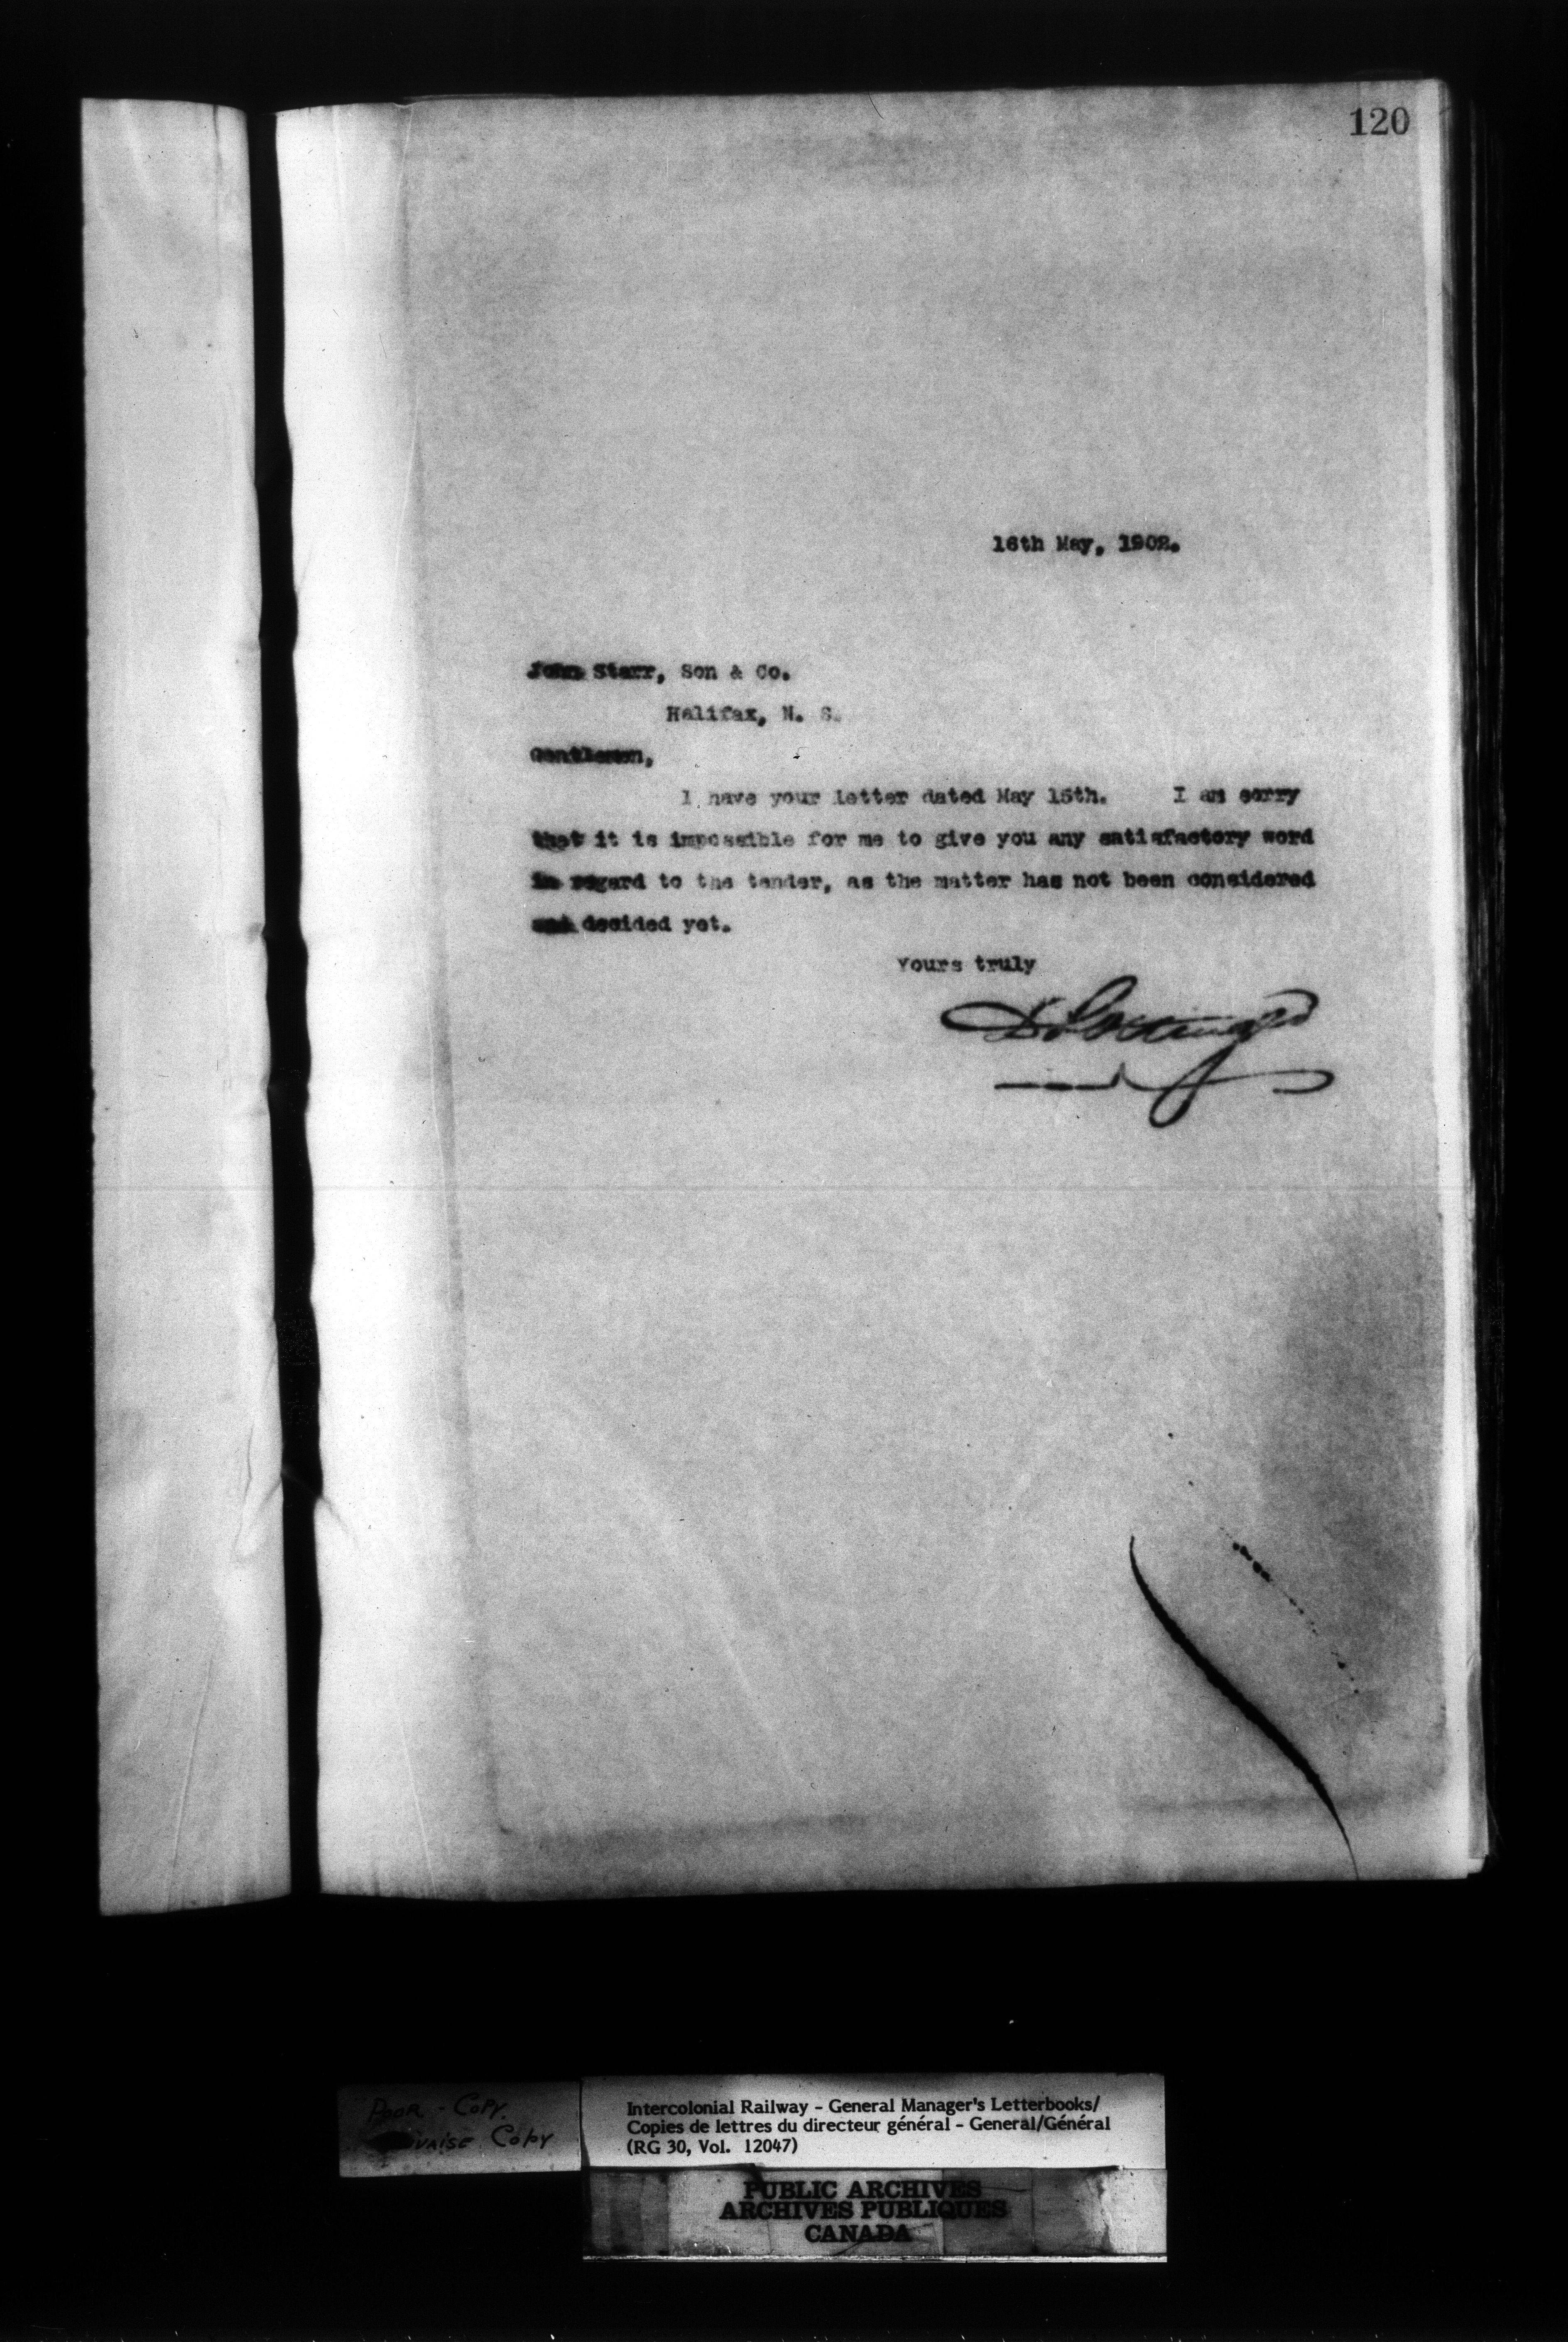 120
16th May, 1902.
John Starr, Son & Co.
Halifax, N. S.
Gentlemen,
I have your letter dated May 15th. I am sorry
that it is impossible for me to give you any satisfactory word
in regard to the tender, as the matter has not been considered
and decided yet.
Yours truly
POOR - COPY.
COPY
Intercolonial Railway - General Manager's Letterbooks/
Copies de lettres du directeur général - General/Général
(RG 30, Vol. 12047)
PUBLIC ARCHIVES
ARCHIVES PUBLIQUES
CANADA